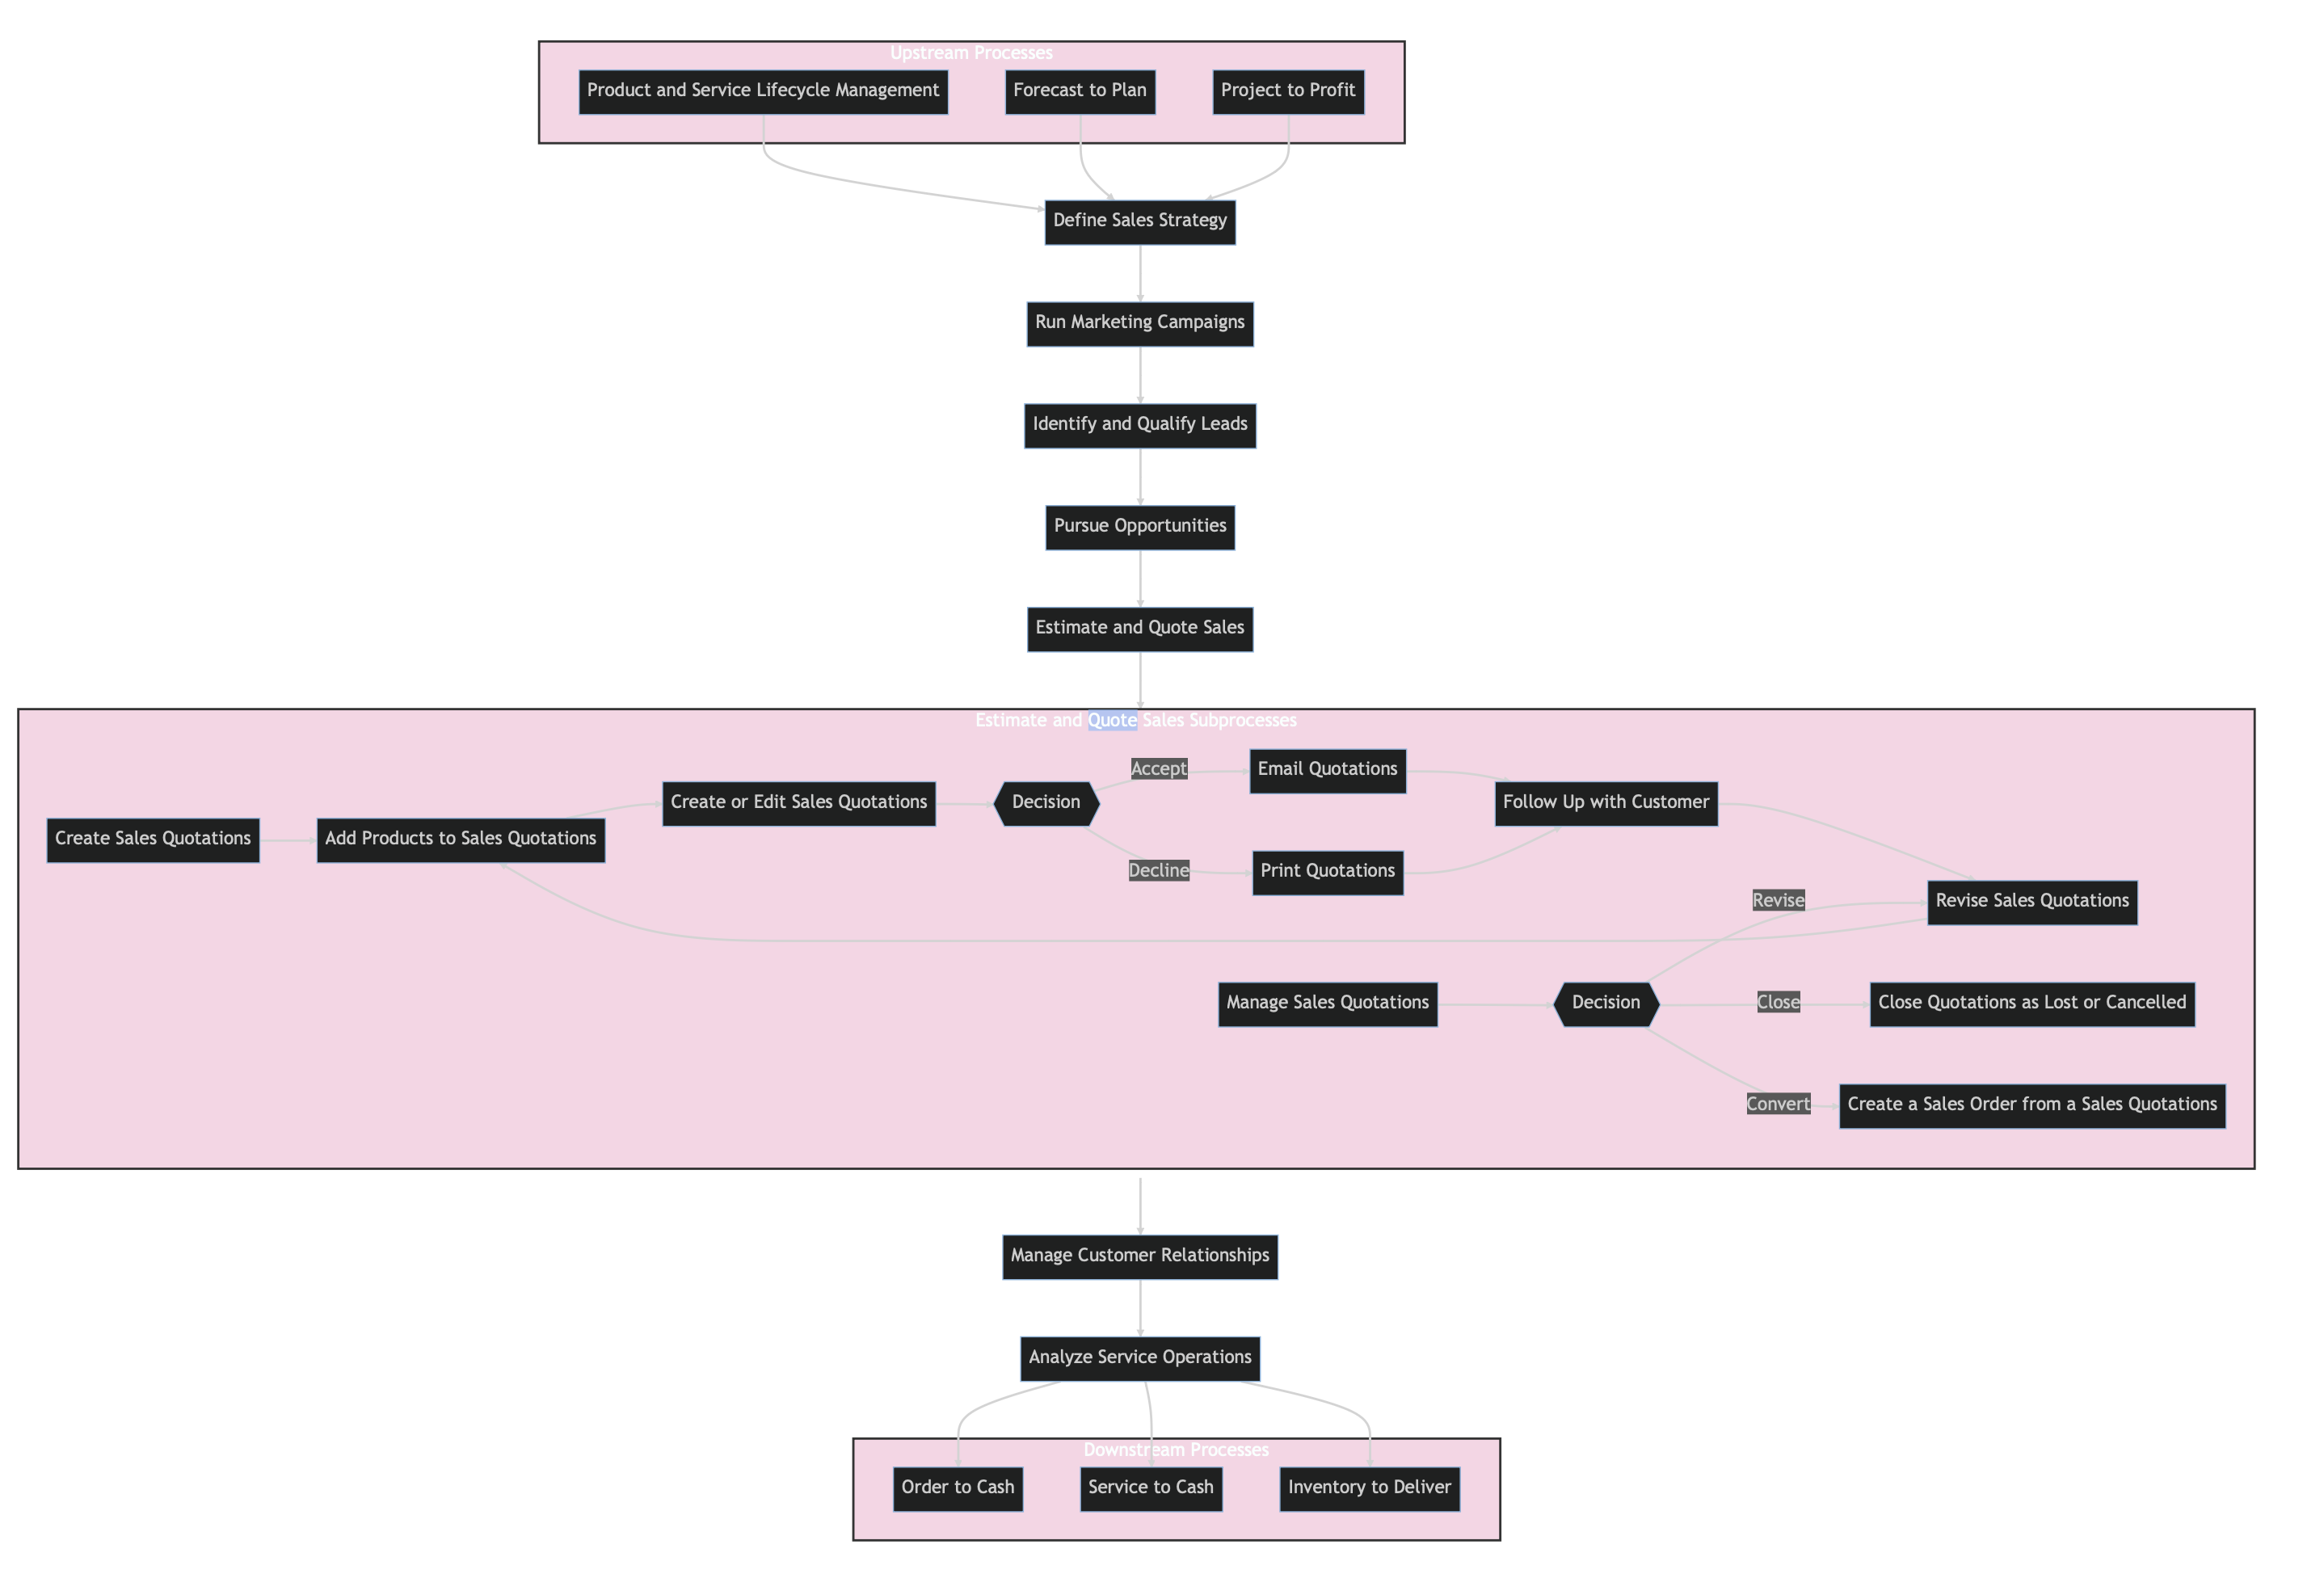 Upstream Processes
Product and Service Lifecycle Management
Forecast to Plan
Project to Profit
Define Sales Strategy
Run Marketing Campaigns
Identify and Qualify Leads
Pursue Opportunities
Estimate and Quote Sales
Estimate and Quote Sales Subprocesses
Create Sales Quotations
Add Products to Sales Quotations
Create or Edit Sales Quotations
Decision
Accept
Email Quotations
Decline
Print Quotations
Follow Up with Customer
Revise
Revise Sales Quotations
Manage Sales Quotations
Decision
Close
Close Quotations as Lost or Cancelled
Convert
Create a Sales Order from a Sales Quotations
Manage Customer Relationships
Analyze Service Operations
Downstream Processes
Order to Cash
Service to Cash
Inventory to Deliver